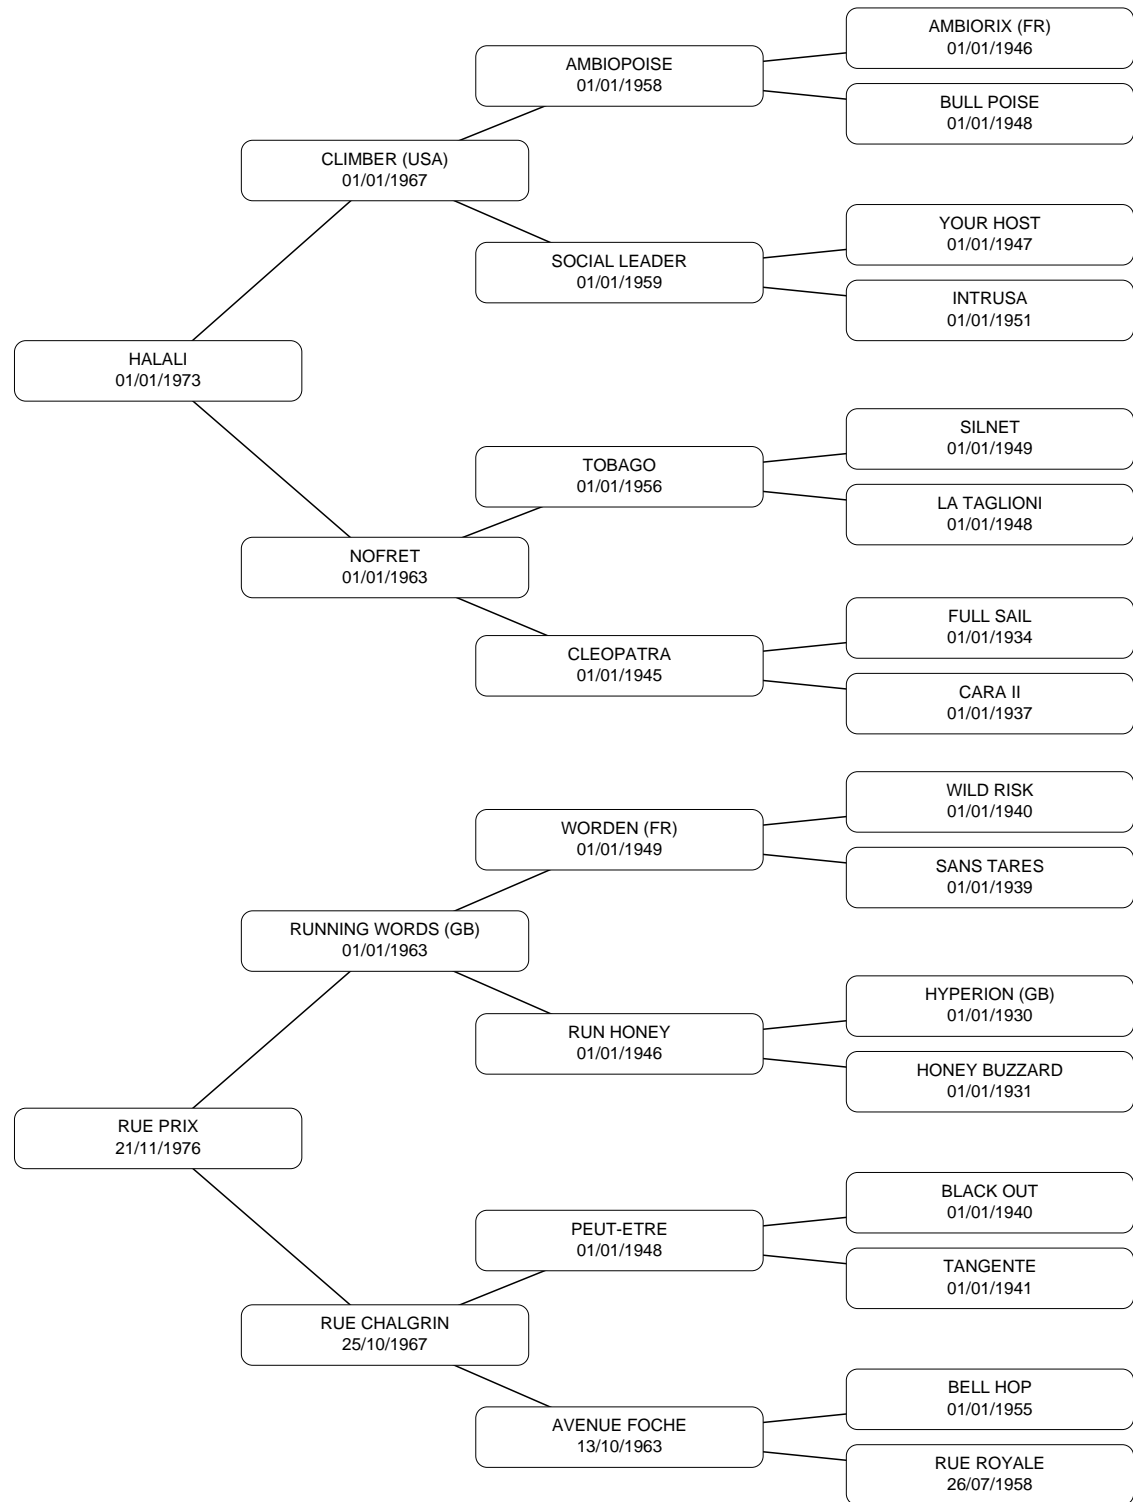 AMBIORIX (FR)
01/01/1946
AMBIOPOISE
01/01/1958
BULL POISE
01/01/1948
CLIMBER (USA)
01/01/1967
YOUR HOST
01/01/1947
SOCIAL LEADER
01/01/1959
INTRUSA
01/01/1951
HALALI
01/01/1973
SILNET
01/01/1949
TOBAGO
01/01/1956
LA TAGLIONI
01/01/1948
NOFRET
01/01/1963
FULL SAIL
01/01/1934
CLEOPATRA
01/01/1945
CARA II
01/01/1937
WILD RISK
01/01/1940
WORDEN (FR)
01/01/1949
SANS TARES
01/01/1939
RUNNING WORDS (GB)
01/01/1963
HYPERION (GB)
01/01/1930
RUN HONEY
01/01/1946
HONEY BUZZARD
01/01/1931
RUE PRIX
21/11/1976
BLACK OUT
01/01/1940
PEUT-ETRE
01/01/1948
TANGENTE
01/01/1941
RUE CHALGRIN
25/10/1967
BELL HOP
01/01/1955
AVENUE FOCHE
13/10/1963
RUE ROYALE
26/07/1958